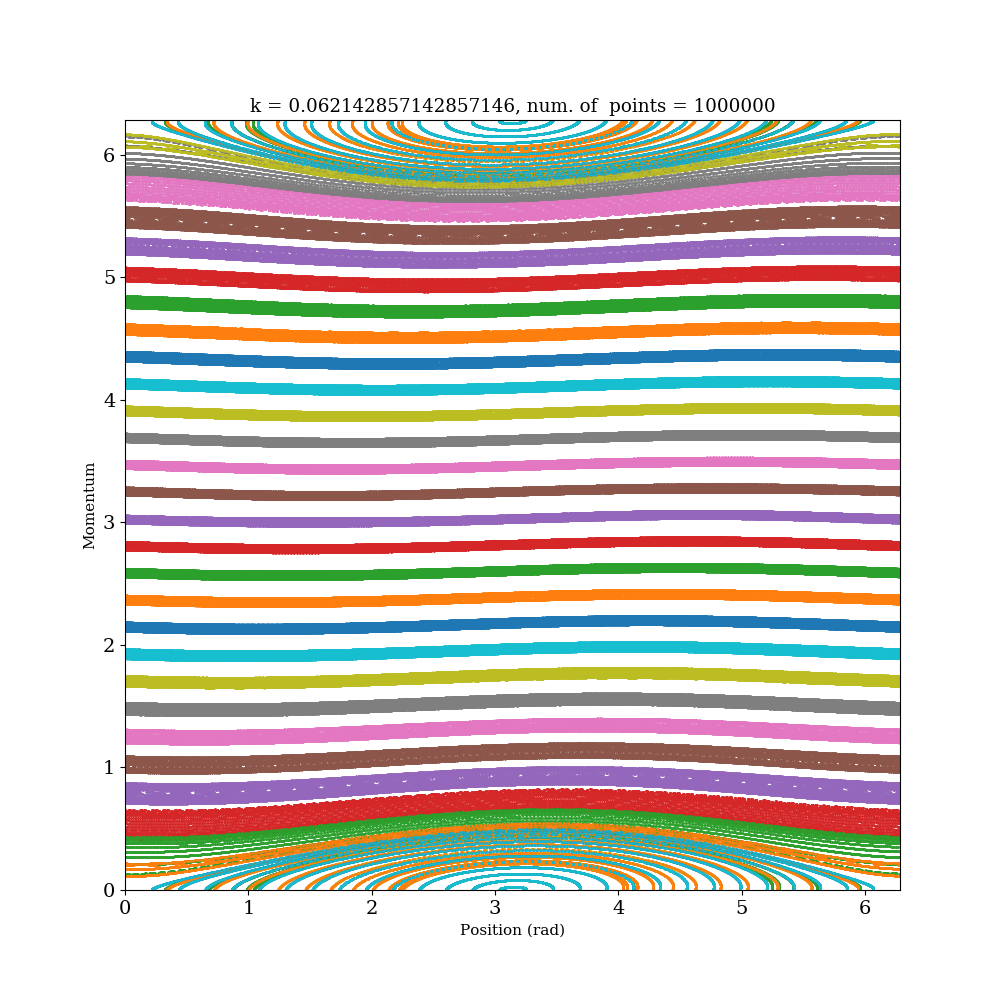 k = 0.062142857142857146, num. of  points = 1000000
Momentum
6
5
4
3
2
1
0
0 1 2 3 4 5 6
Position (rad)